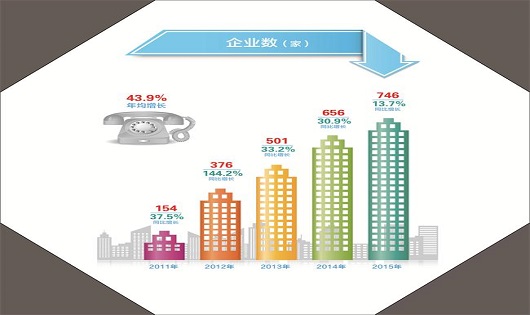 企业数（家）
43.9%
年均增长
154
37.5%
同比增长
376
144.2%
同比增长
501
33.2%
同比增长
656
30.9%
同比增长
746
13.7%
同比增长
2011年
2012年
2013年
2014年
2015年